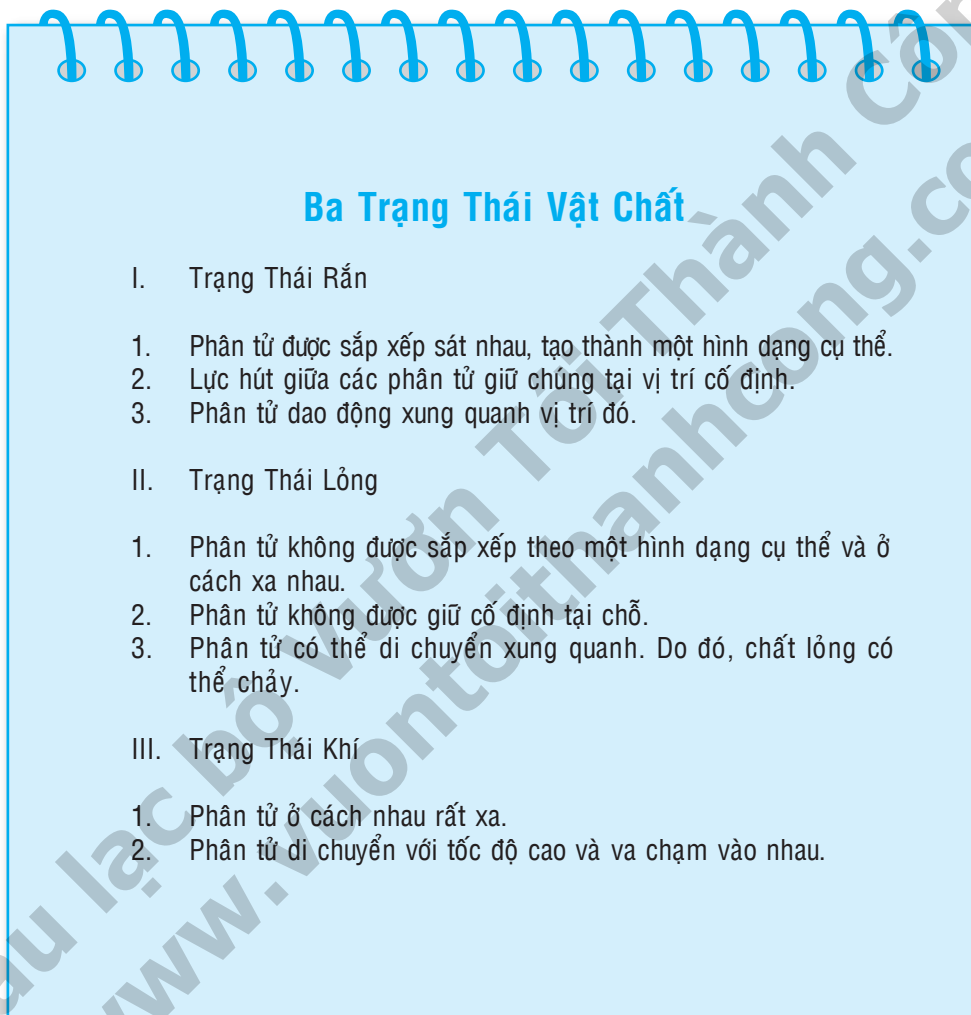 Ba Trạng Thái Vật Chất
I. Trạng Thái Rắn
1. Phân tử được sắp xếp sát nhau, tạo thành một hình dạng cụ thể.
2. Lực hút giữa các phân tử giữ chúng tại vị trí cố định.
3. Phân tử dao động xung quanh vị trí đó.
II. Trạng Thái Lỏng
1. Phân tử không được sắp xếp theo một hình dạng cụ thể và ở
cách xa nhau.
2. Phân tử không được giữ cố định tại chỗ.
3. Phân tử có thể di chuyển xung quanh. Do đó, chất lỏng có
thể chảy.
III. Trạng Thái Khí
1. Phân tử ở cách nhau rất xa.
2. Phân tử di chuyển với tốc độ cao và va chạm vào nhau.
lạc bộ Vươn Tới Thành